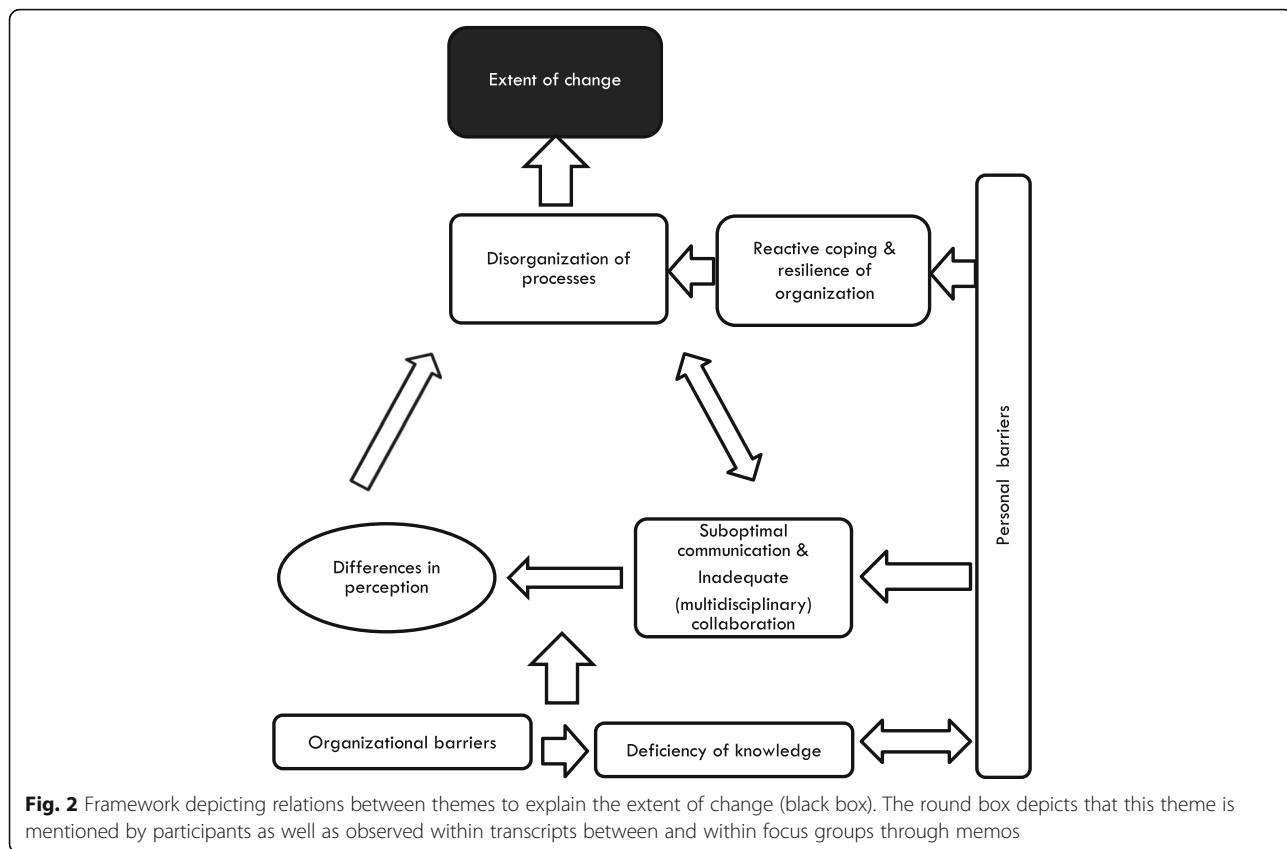 Extent of change
Disorganization of
processes
Reactive coping &
resilience of
organization
Personal barriers
Differences in
perception
Suboptimal
communication &
Inadequate
(multidisciplinary)
collaboration
Organizational barriers
Deficiency of knowledge
Fig. 2 Framework depicting relations between themes to explain the extent of change (black box). The round box depicts that this theme is
mentioned by participants as well as observed within transcripts between and within focus groups through memos